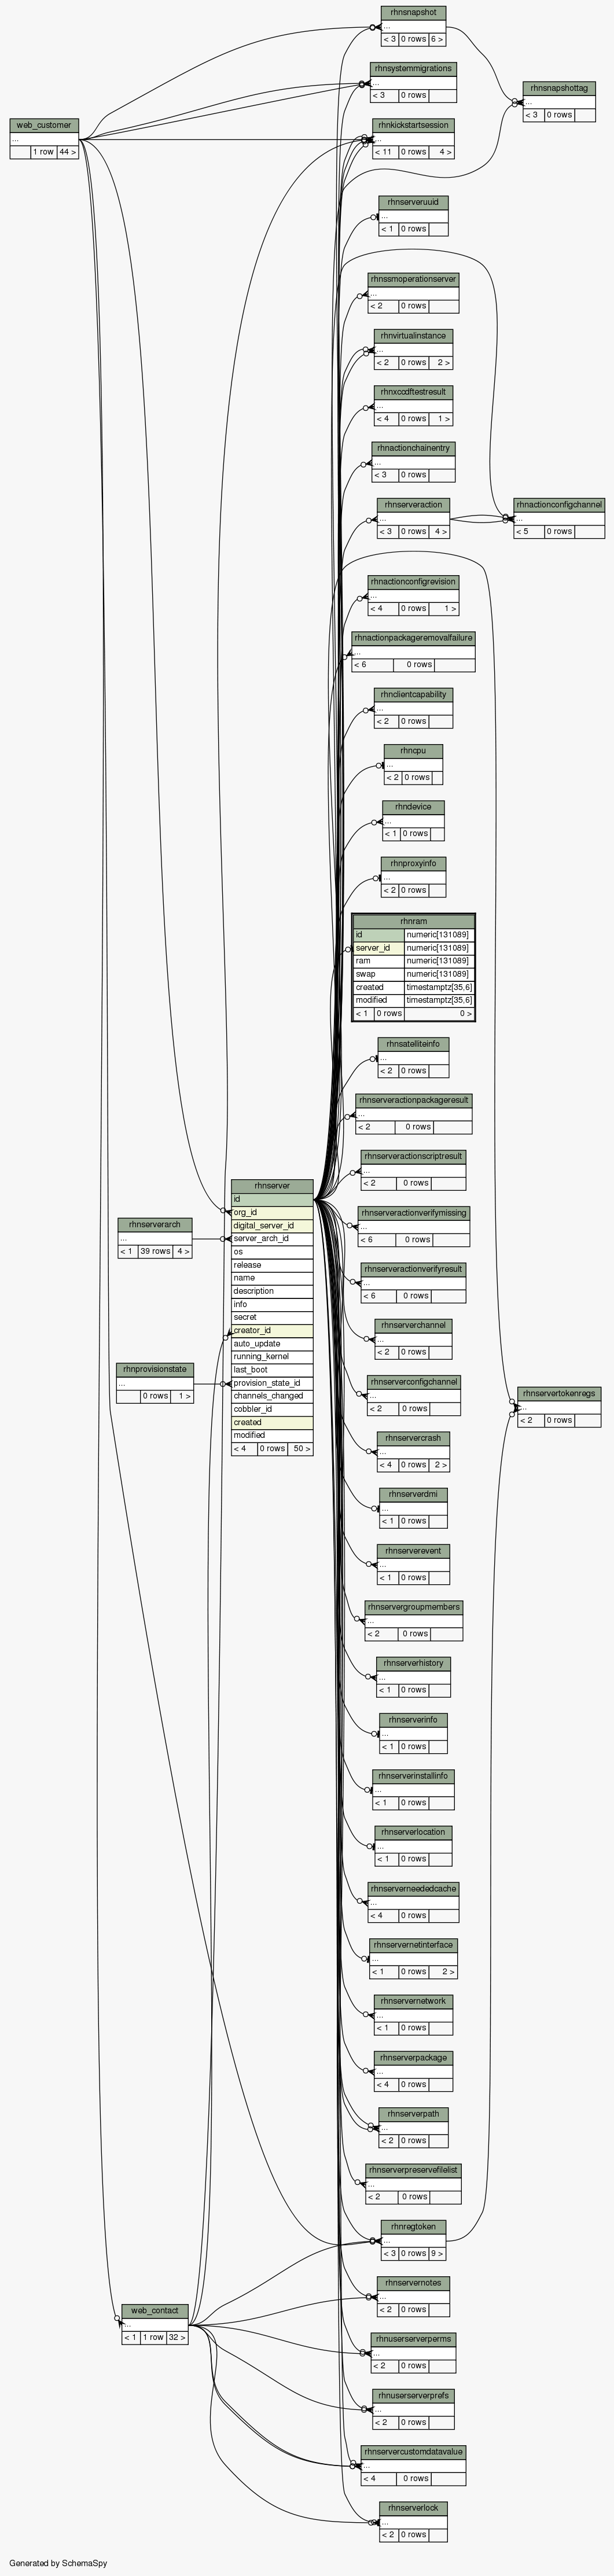 rhnsnapshot
...
< 3 0 rows 6 >
rhnsystemmigrations
...
< 3 0 rows
rhnsnapshottag
...
< 3 0 rows
web_customer
...
1 row 44 >
rhnkickstartsession
...
< 11 0 rows 4 >
rhnserveruuid
...
< 1 0 rows
rhnssmoperationserver
...
< 2 0 rows
rhnvirtualinstance
...
< 2 0 rows 2 >
rhnxccdftestresult
...
< 4 0 rows 1 >
rhnactionchainentry
...
< 3 0 rows
rhnserveraction
...
< 3 0 rows 4 >
rhnactionconfigchannel
...
< 5 0 rows
rhnactionconfigrevision
...
< 4 0 rows 1 >
rhnactionpackageremovalfailure
...
< 6 0 rows
rhnclientcapability
...
< 2 0 rows
rhncpu
...
< 2 0 rows
rhndevice
...
< 1 0 rows
rhnproxyinfo
...
< 2 0 rows
rhnram
id numeric[131089]
server_id numeric[131089]
ram numeric[131089]
swap numeric[131089]
created timestamptz[35,6]
modified timestamptz[35,6]
< 1 0 rows 0 >
rhnsatelliteinfo
...
< 2 0 rows
rhnserveractionpackageresult
...
< 2 0 rows
rhnserveractionscriptresult
...
< 2 0 rows
rhnserver
id
org_id
digital_server_id
server_arch_id
os
release
name
description
info
secret
creator_id
auto_update
running_kernel
last_boot
provision_state_id
channels_changed
cobbler_id
created
modified
< 4 0 rows 50 >
rhnserverarch
...
< 1 39 rows 4 >
rhnprovisionstate
...
0 rows 1 >
rhnserveractionverifymissing
...
< 6 0 rows
rhnserveractionverifyresult
...
< 6 0 rows
rhnserverchannel
...
< 2 0 rows
rhnserverconfigchannel
...
< 2 0 rows
rhnservertokenregs
...
< 2 0 rows
rhnservercrash
...
< 4 0 rows 2 >
rhnserverdmi
...
< 1 0 rows
rhnserverevent
...
< 1 0 rows
rhnservergroupmembers
...
< 2 0 rows
rhnserverhistory
...
< 1 0 rows
rhnserverinfo
...
< 1 0 rows
rhnserverinstallinfo
...
< 1 0 rows
rhnserverlocation
...
< 1 0 rows
rhnserverneededcache
...
< 4 0 rows
rhnservernetinterface
...
< 1 0 rows 2 >
rhnservernetwork
...
< 1 0 rows
rhnserverpackage
...
< 4 0 rows
rhnserverpath
...
< 2 0 rows
rhnserverpreservefilelist
...
< 2 0 rows
rhnregtoken
...
< 3 0 rows 9 >
rhnservernotes
...
< 2 0 rows
web_contact
...
< 1 1 row 32 >
rhnuserserverperms
...
< 2 0 rows
rhnuserserverprefs
...
< 2 0 rows
rhnservercustomdatavalue
...
< 4 0 rows
rhnserverlock
...
< 2 0 rows
Generated by SchemaSpy